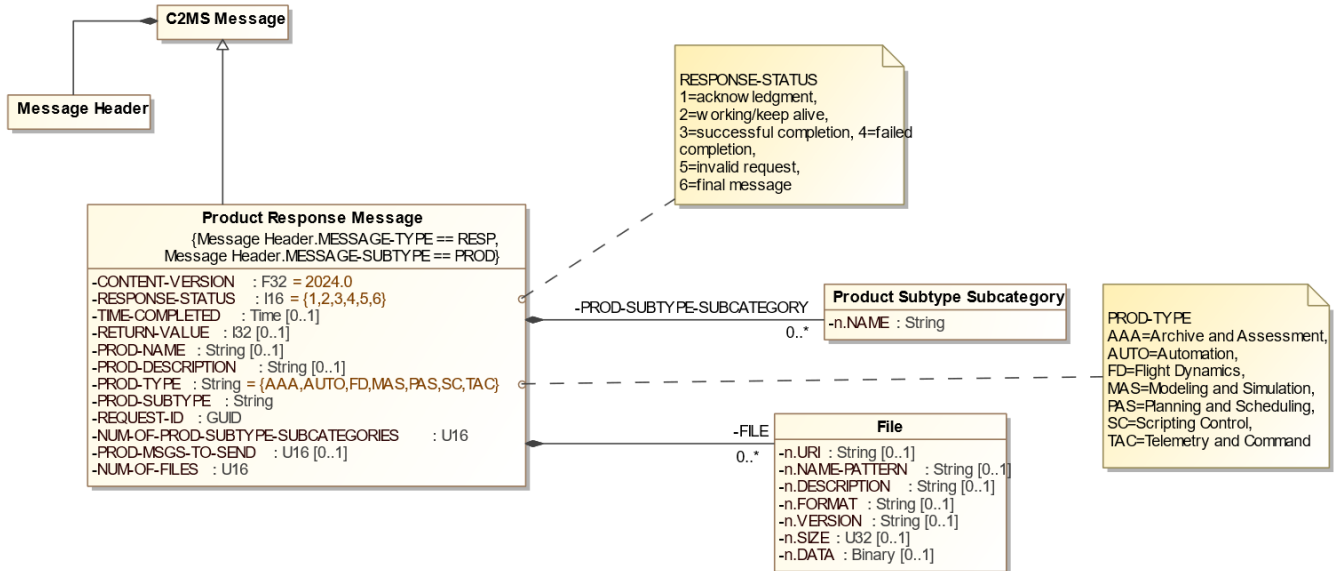 C2MS Message
Message Header
RESPONSE-STATUS
1=acknowledgment,
2=working/keep alive,
3=successful completion, 4=failed
completion,
5=invalid request,
6=final message
Product Response Message
{Message Header.MESSAGE-TYPE == RESP,
Message Header.MESSAGE-SUBTYPE == PROD}
-CONTENT-VERSION : F32 = 2024.0
-RESPONSE-STATUS : I16 = {1,2,3,4,5,6}
-TIME-COMPLETED : Time [0..1]
-RETURN-VALUE : I32 [0..1]
-PROD-NAME : String [0..1]
-PROD-DESCRIPTION : String [0..1]
-PROD-TYPE : String = {AAA,AUTO,FD,MAS,PAS,SC,TAC}
-PROD-SUBTYPE : String
-REQUEST-ID : GUID
-NUM-OF-PROD-SUBTYPE-SUBCATEGORIES : U16
-PROD-MSGS-TO-SEND : U16 [0..1]
-NUM-OF-FILES : U16
-PROD-SUBTYPE-SUBCATEGORY
0..*
Product Subtype Subcategory
-n.NAME : String
PROD-TYPE
AAA=Archive and Assessment,
AUTO=Automation,
FD=Flight Dynamics,
MAS=Modeling and Simulation,
PAS=Planning and Scheduling,
SC=Scripting Control,
TAC=Telemetry and Command
-FILE
0..*
File
-n.URI : String [0..1]
-n.NAME-PATTERN : String [0..1]
-n.DESCRIPTION : String [0..1]
-n.FORMAT : String [0..1]
-n.VERSION : String [0..1]
-n.SIZE : U32 [0..1]
-n.DATA : Binary [0..1]